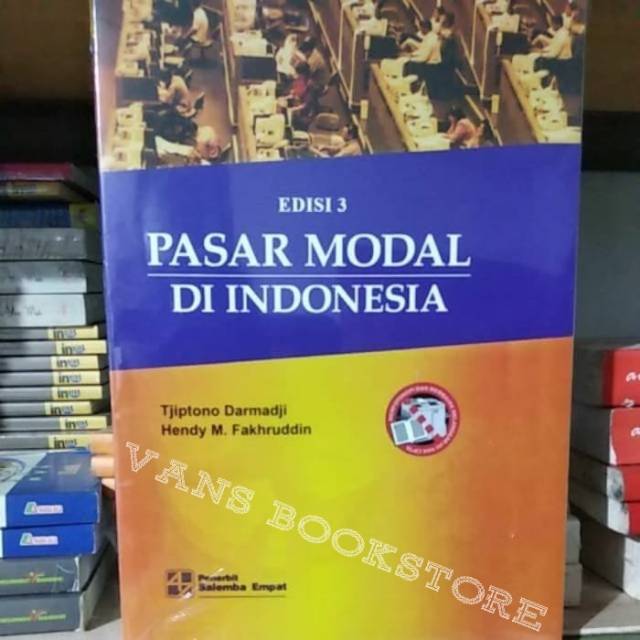 EDISI 3
PASAR MODAL
DI INDONESIA
Tjiptono Darmadji
Hendy M. Fakhruddin
VANS BOOKSTORE
Penerbit
Salemba Empat